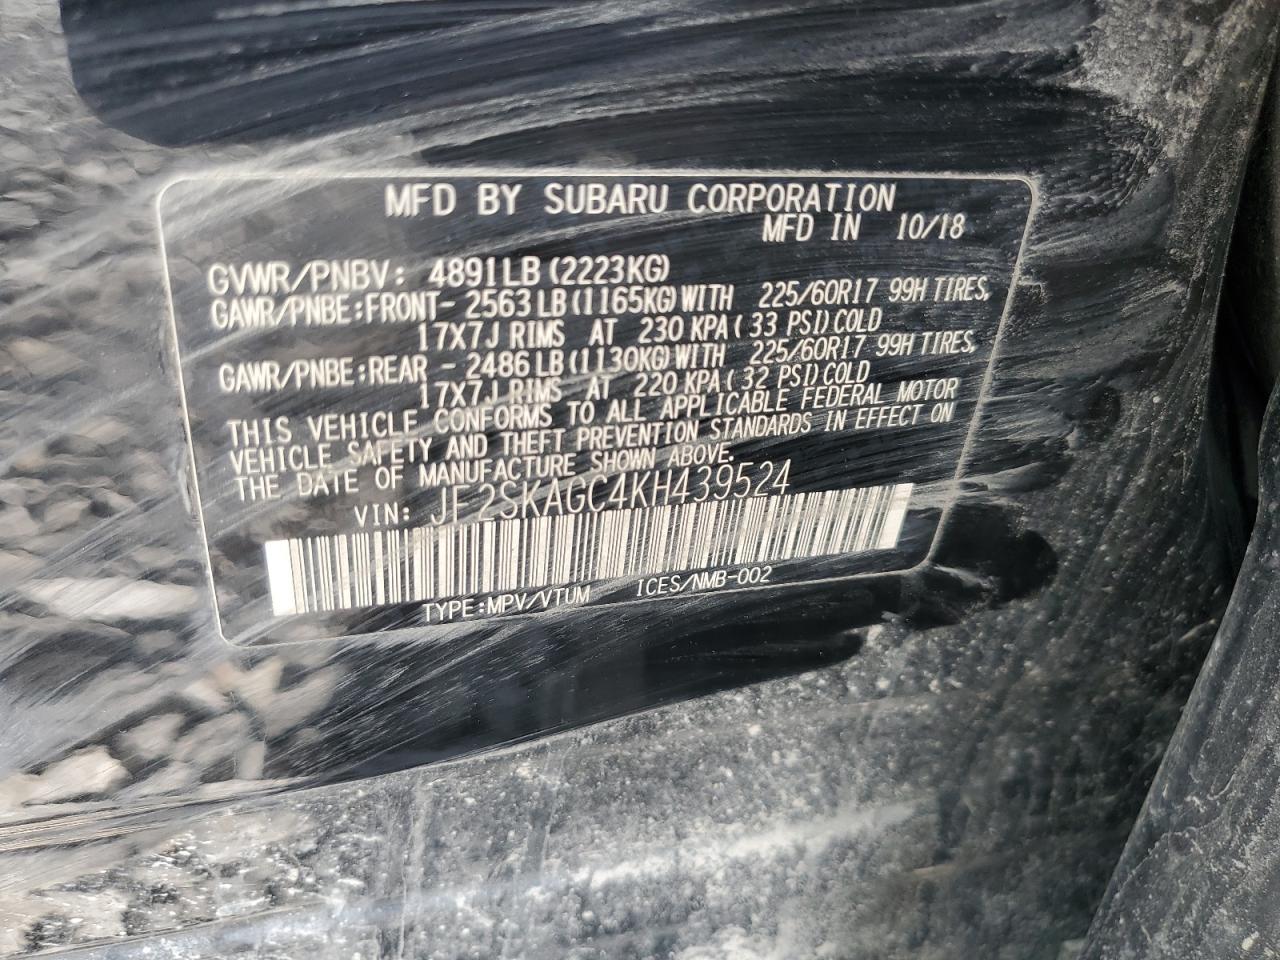 MFD BY SUBARU CORPORATION
MFD IN 10/18
GVWR/PNBV: 4891LB(2223KG)
GAWR/PNBE:FRONT- 2563LB(1165KG)WITH 225/60R17 99H TIRES,
17X7J RIMS AT 230 KPA( 33 PSI)COLD
GAWR/PNBE:REAR - 2486LB(1130KG)WITH 225/60R17 99H TIRES,
17X7J RIMS AT 220 KPA( 32 PSI)COLD
THIS VEHICLE CONFORMS TO ALL APPLICABLE FEDERAL MOTOR
VEHICLE SAFETY AND THEFT PREVENTION STANDARDS IN EFFECT ON
THE DATE OF MANUFACTURE SHOWN ABOVE.
VIN: JF2SKAGC4KH439524
TYPE:MPV/VTUM ICES/NMB-002